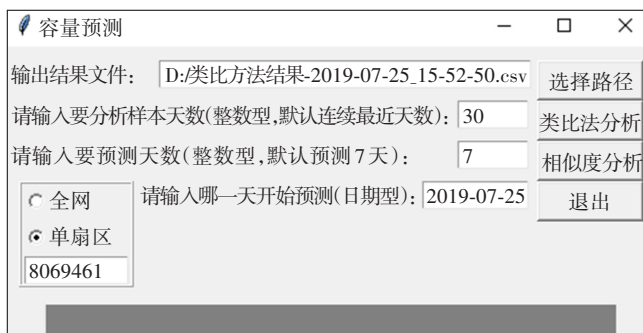 容量预测
输出结果文件： D:/类比方法结果-2019-07-25_15-52-50.csv 选择路径
请输入要分析样本天数(整数型,默认连续最近天数)： 30 类比法分析
请输入要预测天数(整数型,默认预测7天)： 7 相似度分析
全网 请输入哪一天开始预测(日期型)： 2019-07-25 退出
单扇区
8069461